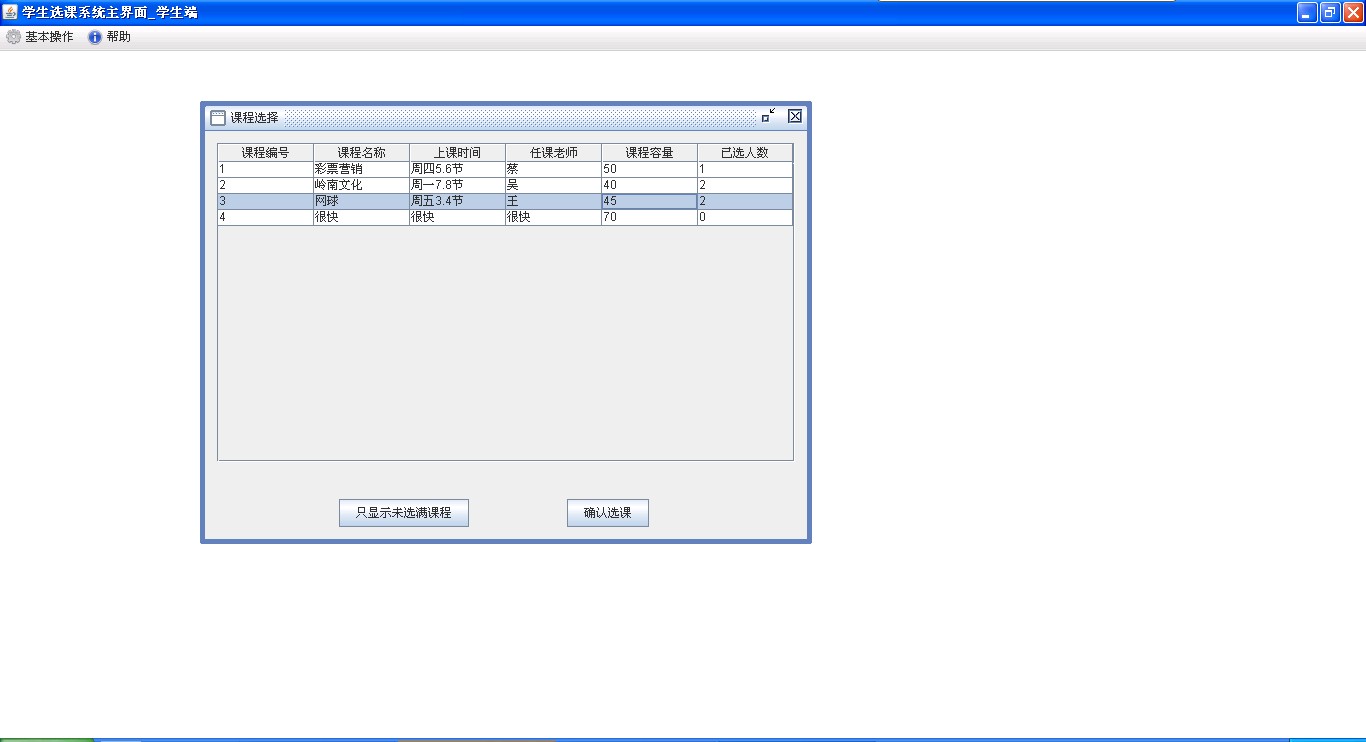 学生选课系统主界面_学生端
基本操作 帮助
课程选择
课程编号 课程名称 上课时间 任课老师 课程容量 已选人数
1 彩票营销 周四5.6节 蔡 50 1
2 岭南文化 周一7.8节 吴 40 2
3 网球 周五3.4节 王 45 2
4 很快 很快 很快 70 0
只显示未选满课程 确认选课